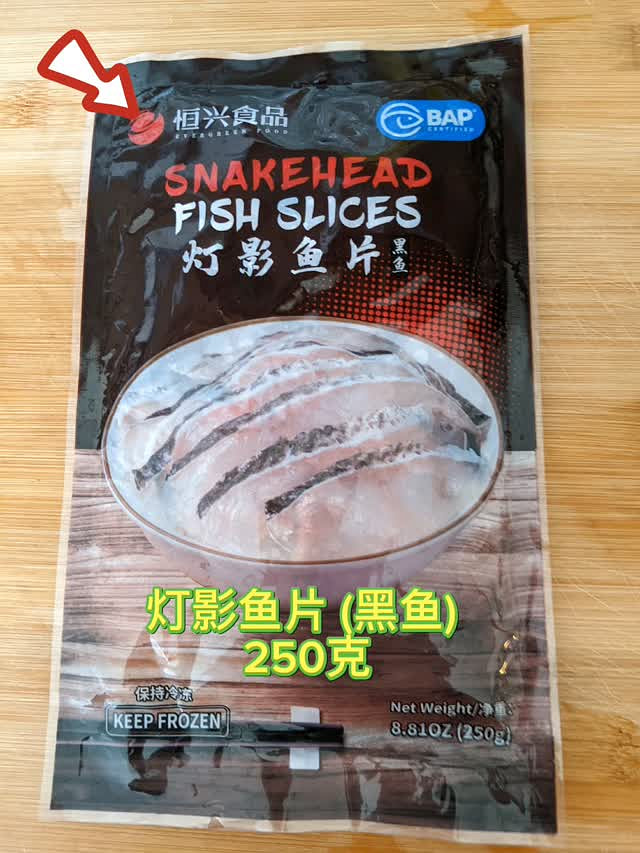 恒兴食品
EVERGREEN FOOD
BAP
CERTIFIED
SNAKEHEAD
FISH SLICES
灯影鱼片 黑鱼
灯影鱼片 (黑鱼)
250克
保持冷冻
KEEP FROZEN
Net Weight/净重:
8.81OZ (250g)